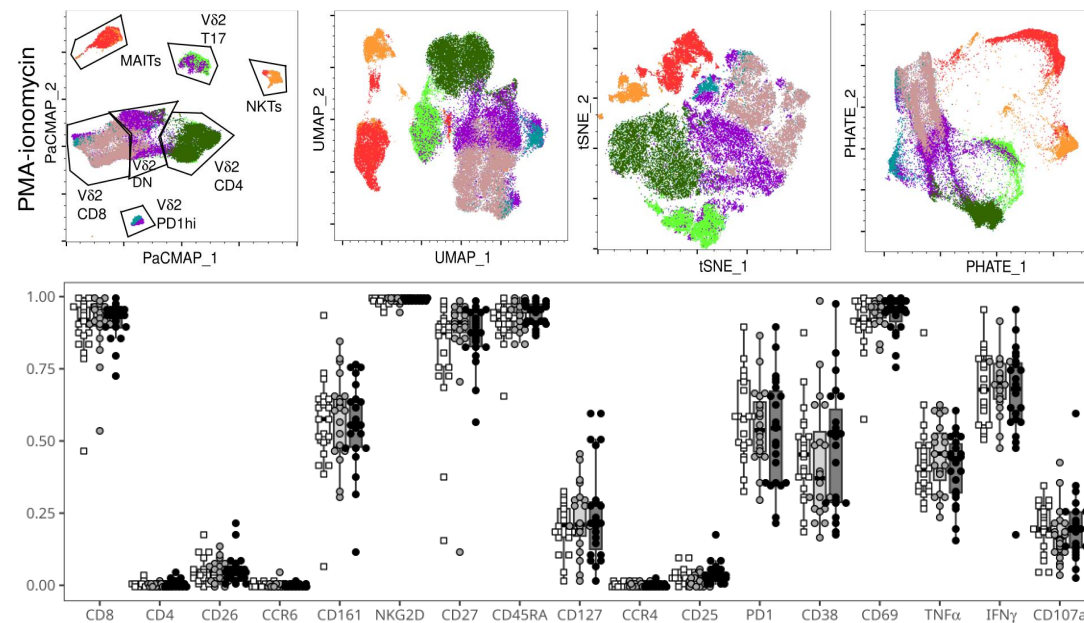 PMA-ionomycin
PaCMAP_2
MAITs
Vδ2
T17
NKTs
Vδ2
CD8
Vδ2
DN
Vδ2
CD4
Vδ2
PD1hi
PaCMAP_1
UMAP_2
UMAP_1
tSNE_2
tSNE_1
PHATE_2
PHATE_1
1.00
0.75
0.50
0.25
0.00
CD8 CD4 CD26 CCR6 CD161 NKG2D CD27 CD45RA CD127 CCR4 CD25 PD1 CD38 CD69 TNFα IFNγ CD107a